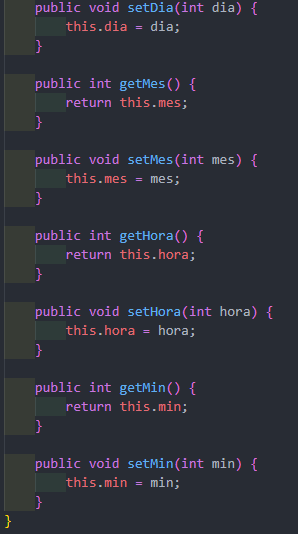 public void setDia(int dia) {
this.dia = dia;
}
public int getMes() {
return this.mes;
}
public void setMes(int mes) {
this.mes = mes;
}
public int getHora() {
return this.hora;
}
public void setHora(int hora) {
this.hora = hora;
}
public int getMin() {
return this.min;
}
public void setMin(int min) {
this.min = min;
}
}